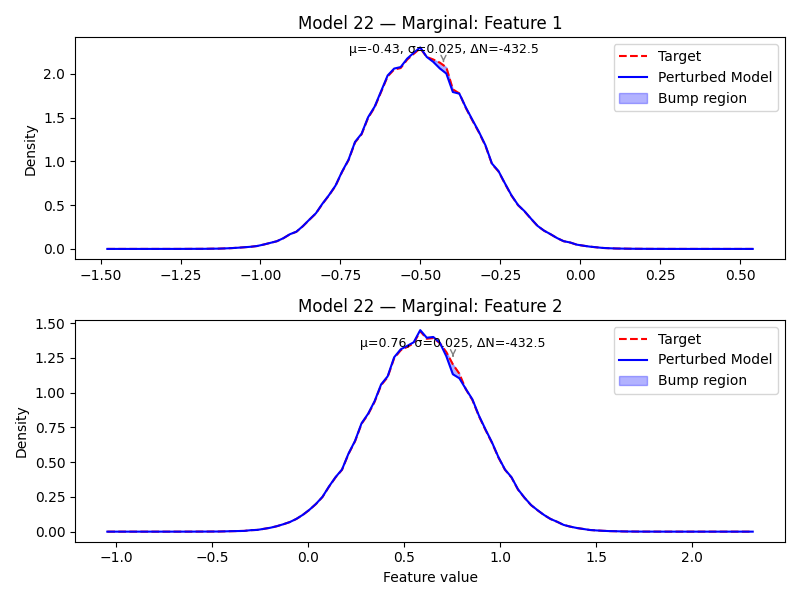 Model 22 — Marginal: Feature 1
μ=-0.43, σ=0.025, ΔN=-432.5
Target
Perturbed Model
Bump region
Density
2.0
1.5
1.0
0.5
0.0
−1.50
−1.25
−1.00
−0.75
−0.50
−0.25
0.00
0.25
0.50
Model 22 — Marginal: Feature 2
μ=0.76, σ=0.025, ΔN=-432.5
Target
Perturbed Model
Bump region
Density
1.50
1.25
1.00
0.75
0.50
0.25
0.00
−1.0
−0.5
0.0
0.5
1.0
1.5
2.0
Feature value